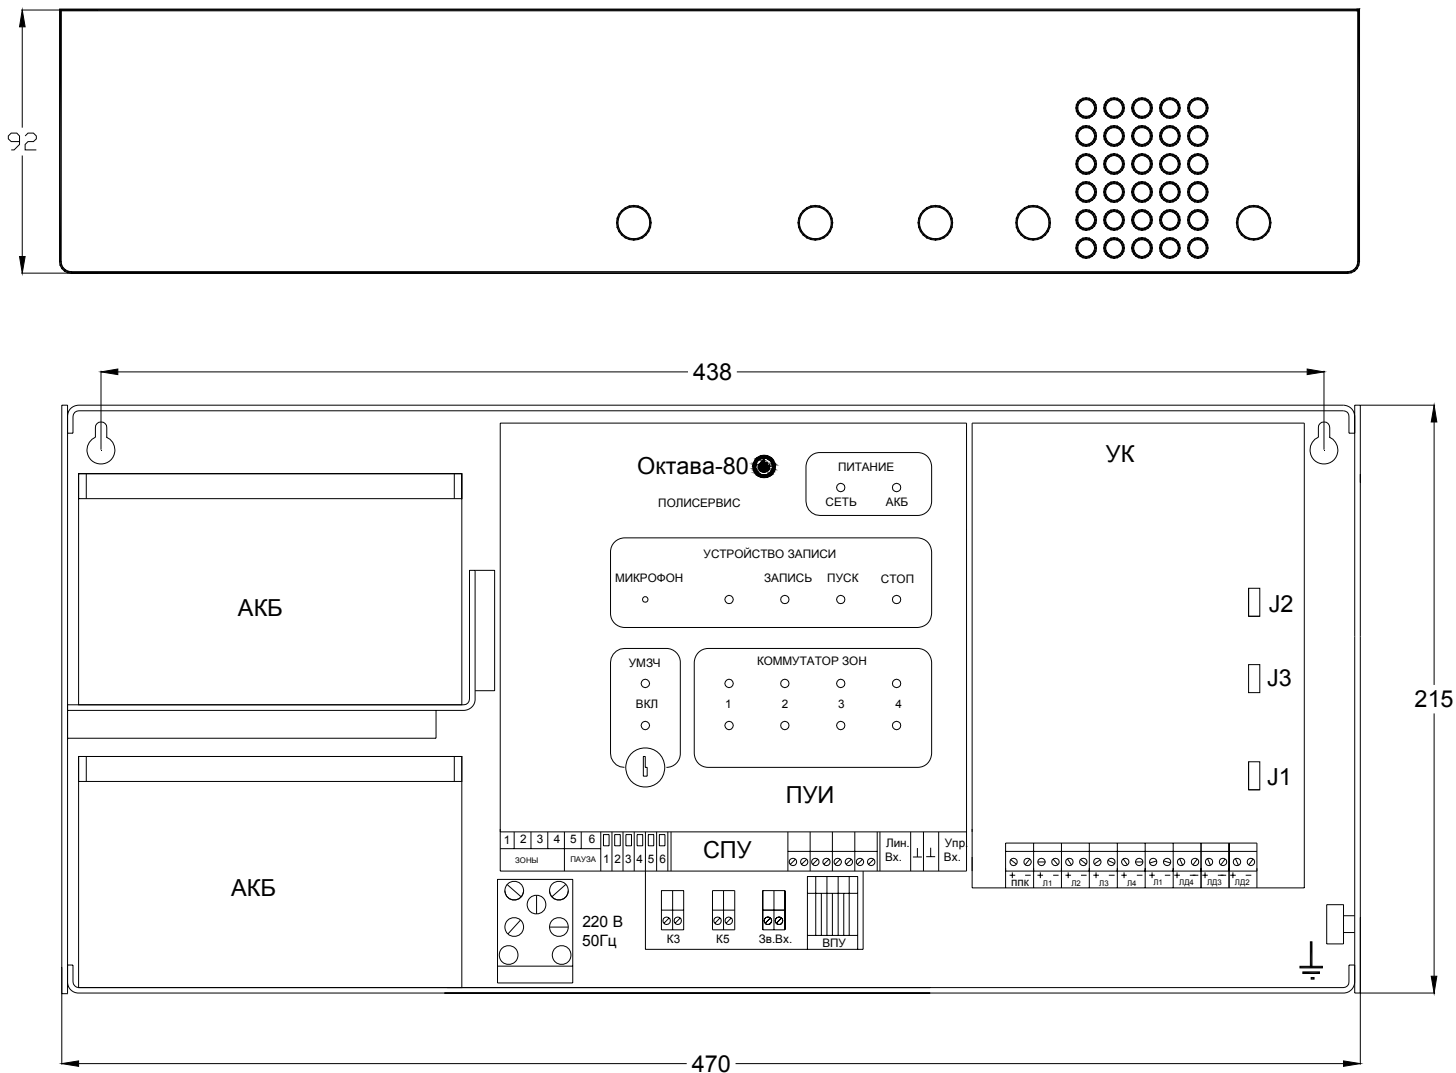 92
438
Октава-80
ПОЛИСЕРВИС
ПИТАНИЕ
СЕТЬ АКБ
УСТРОЙСТВО ЗАПИСИ
МИКРОФОН ЗАПИСЬ ПУСК СТОП
УМЗЧ
ВКЛ
КОММУТАТОР ЗОН
1 2 3 4
ПУИ
УК
J2
J3
J1
АКБ
АКБ
215
1 2 3 4 5 6
ЗОНЫ ПАУЗА
1 2 3 4 5 6
СПУ
Лин. Вх.
Упр. Вх.
220 В
50Гц
К3 К5 Зв.Вх. ВПУ
+ - + - + - + - + - + - + - + - + -
ППК Л1 Л2 Л3 Л4 Л1 ЛД4 ЛД3 ЛД2
470